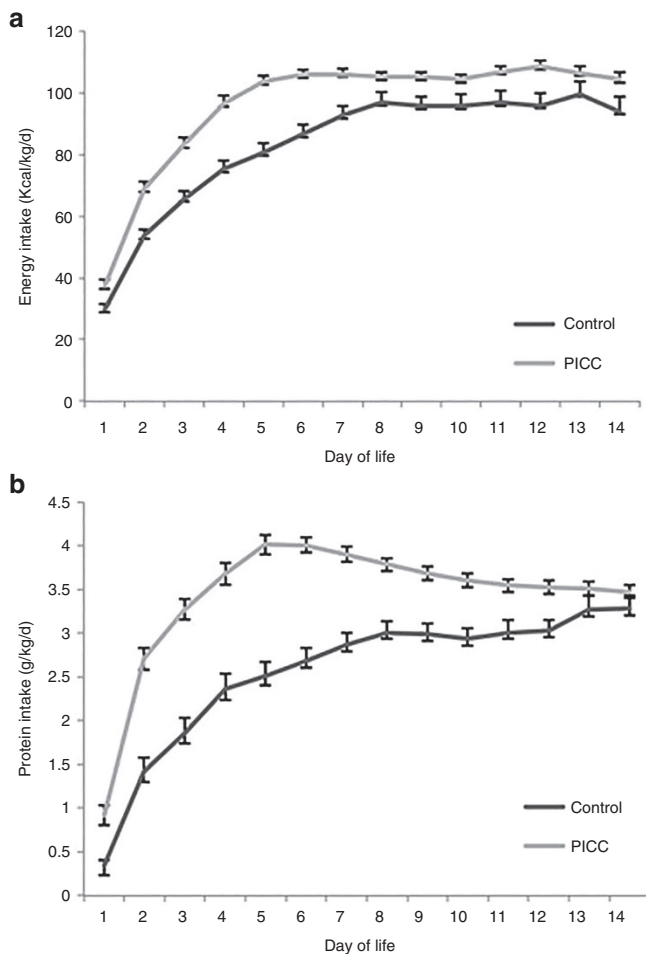 a
120
100
80
60
40
20
0
Energy intake (Kcal/kg/d)
Control
PICC
1 2 3 4 5 6 7 8 9 10 11 12 13 14
Day of life
b
4.5
4
3.5
3
2.5
2
1.5
1
0.5
0
Protein intake (g/kg/d)
Control
PICC
1 2 3 4 5 6 7 8 9 10 11 12 13 14
Day of life